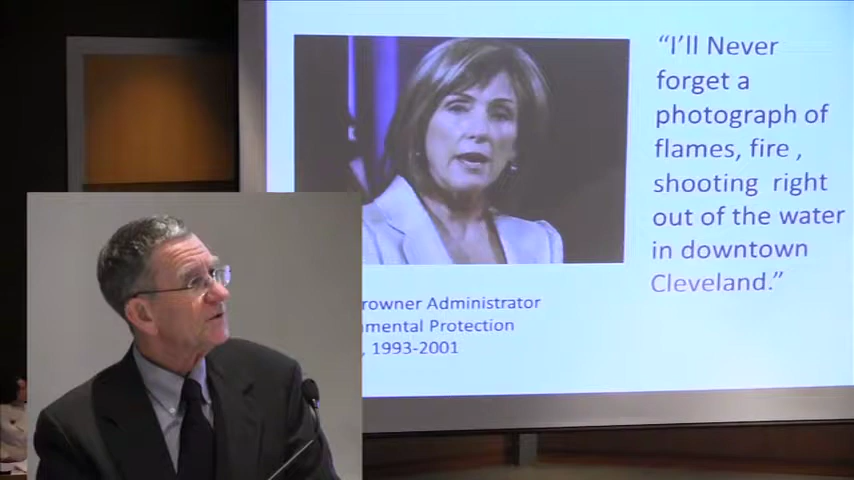 “I’ll Never
forget a
photograph of
flames, fire ,
shooting right
out of the water
in downtown
Cleveland.”
rowner Administrator
mental Protection
, 1993-2001